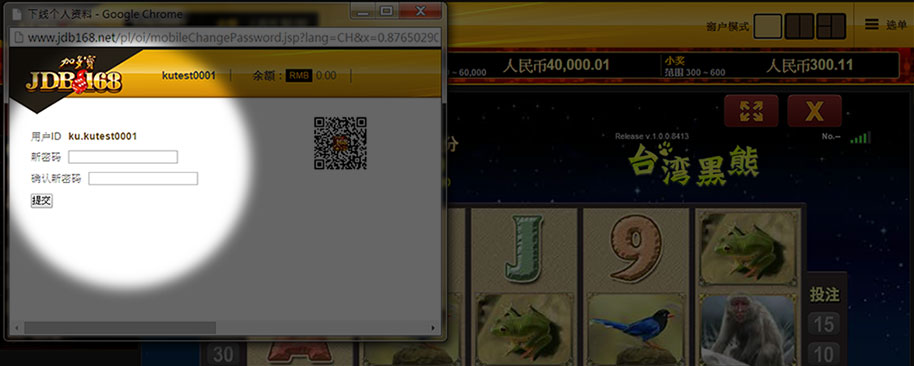 下线个人资料 - Google Chrome
www.jdb168.net/pl/oi/mobileChangePassword.jsp?lang=CH&x=0.8765029
加多寶
JDB168
kutest0001
余额：RMB 0.00
用户ID ku.kutest0001
新密码
确认新密码
提交
窗户模式
选单
~ 60,000
人民币40,000.01
小奖
范围 300 ~ 600
人民币300.11
X
分
Release v.1.0.0.8413
No.--
台湾黑熊
J
9
A
30
投注
15
10